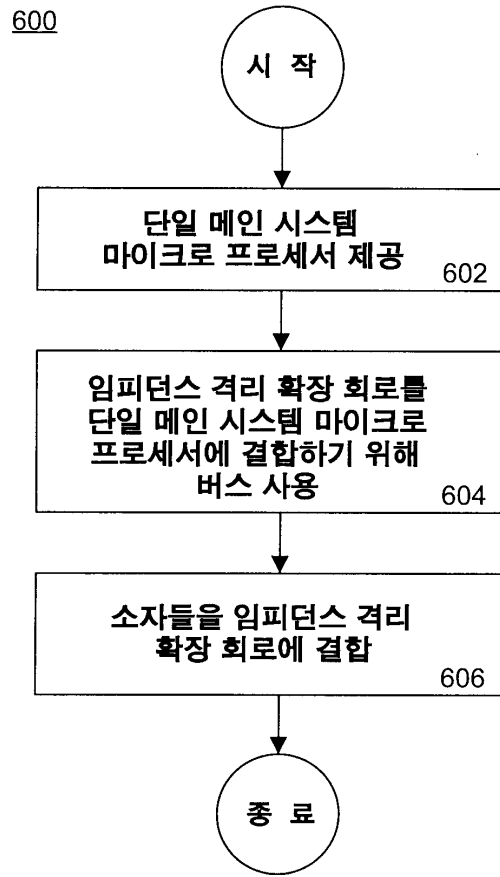 600
시 작
단일 메인 시스템
마이크로 프로세서 제공
602
임피던스 격리 확장 회로를
단일 메인 시스템 마이크로
프로세서에 결합하기 위해
버스 사용
604
소자들을 임피던스 격리
확장 회로에 결합
606
종 료